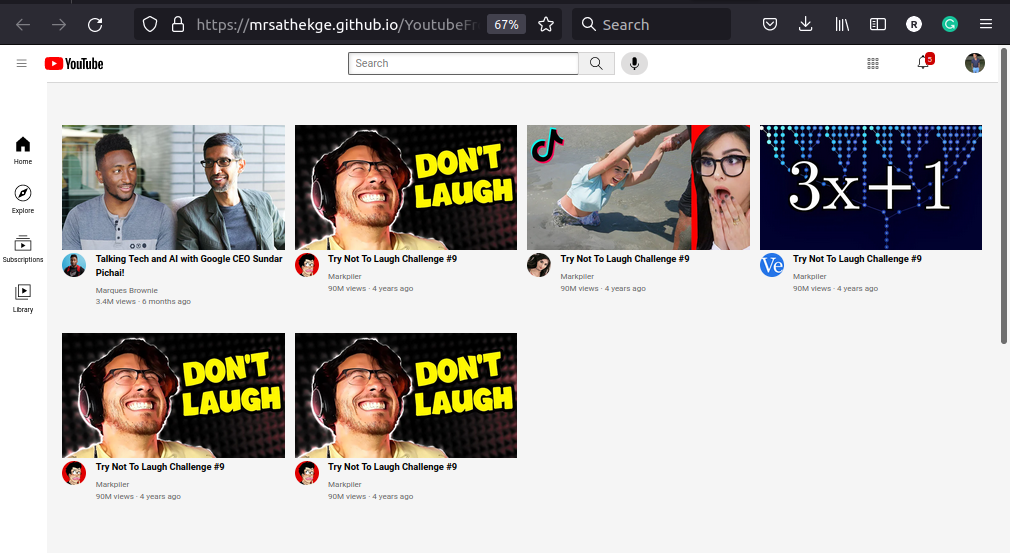 https://mrsathekge.github.io/YoutubeFr
67%
Search
YouTube
Search
5
Home
Explore
Subscriptions
Library
DON'T
LAUGH
3x+1
Talking Tech and AI with Google CEO Sundar
Pichai!
Marques Brownie
3.4M views · 6 months ago
Try Not To Laugh Challenge #9
Markpiler
90M views · 4 years ago
Try Not To Laugh Challenge #9
Markpiler
90M views · 4 years ago
Ve
Try Not To Laugh Challenge #9
Markpiler
90M views · 4 years ago
DON'T
LAUGH
DON'T
LAUGH
Try Not To Laugh Challenge #9
Markpiler
90M views · 4 years ago
Try Not To Laugh Challenge #9
Markpiler
90M views · 4 years ago